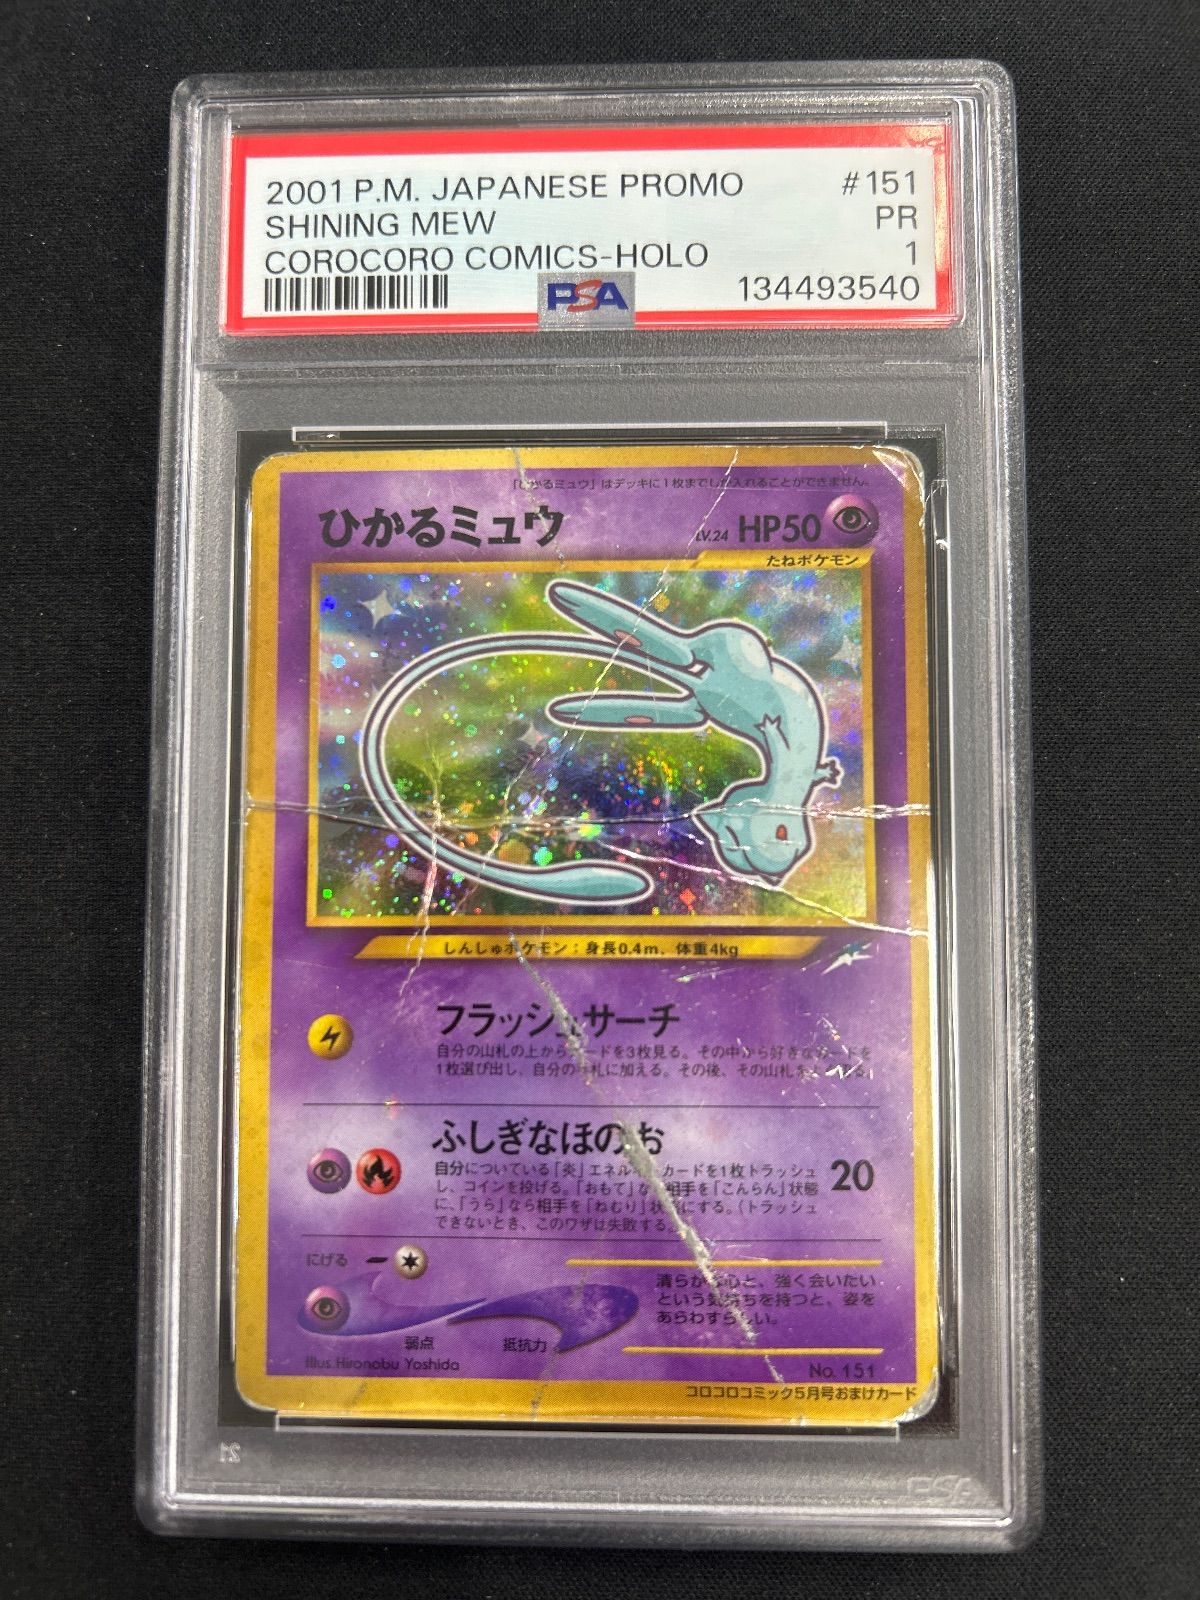 2001 P.M. JAPANESE PROMO #151
SHINING MEW PR
COROCORO COMICS-HOLO 1
PSA 134493540
「ひかるミュウ」はデッキに1枚までしか入れることができません。
ひかるミュウ LV.24 HP50
たねポケモン
しんしゅポケモン：身長0.4m、体重4kg
フラッシュサーチ
自分の山札の上からカードを3枚見る。その中から好きなカードを
1枚選び出し、自分の手札に加える。その後、その山札を
ふしぎなほのお 20
自分についている「炎」エネルギーカードを1枚トラッシュ
し、コインを投げる。「おもて」なら相手を「こんらん」状態
に、「うら」なら相手を「ねむり」状態にする。（トラッシュ
できないとき、このワザは失敗する。）
にげる
清らかな心と、強く会いたい
という気持ちを持つと、姿を
あらわすらしい。
弱点 抵抗力
Illus. Hironobu Yoshida No. 151
コロコロコミック5月号おまけカード